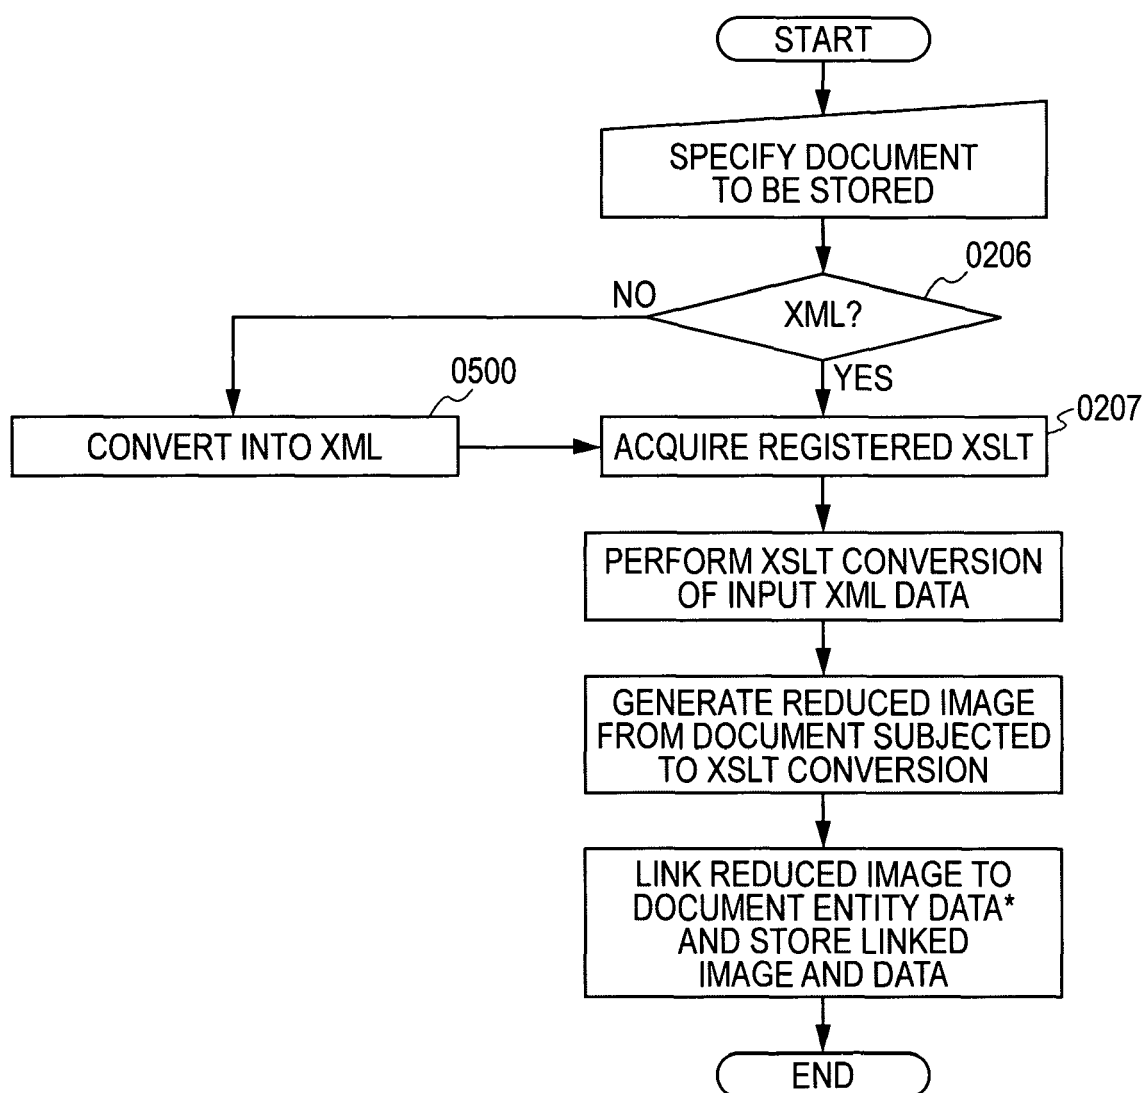 START
SPECIFY DOCUMENT
TO BE STORED
0206
NO
XML?
YES
0500
0207
CONVERT INTO XML
ACQUIRE REGISTERED XSLT
PERFORM XSLT CONVERSION
OF INPUT XML DATA
GENERATE REDUCED IMAGE
FROM DOCUMENT SUBJECTED
TO XSLT CONVERSION
LINK REDUCED IMAGE TO
DOCUMENT ENTITY DATA*
AND STORE LINKED
IMAGE AND DATA
END